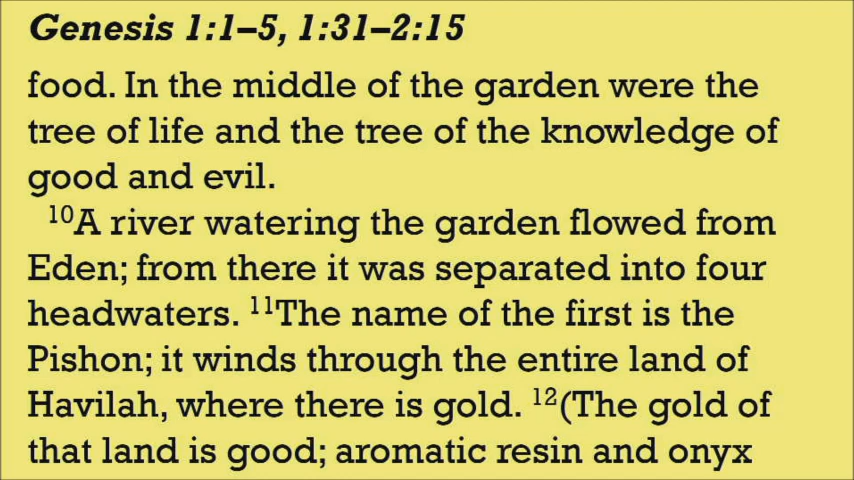 Genesis 1:1–5, 1:31–2:15
food. In the middle of the garden were the
tree of life and the tree of the knowledge of
good and evil.
¹⁰A river watering the garden flowed from
Eden; from there it was separated into four
headwaters. ¹¹The name of the first is the
Pishon; it winds through the entire land of
Havilah, where there is gold. ¹²(The gold of
that land is good; aromatic resin and onyx